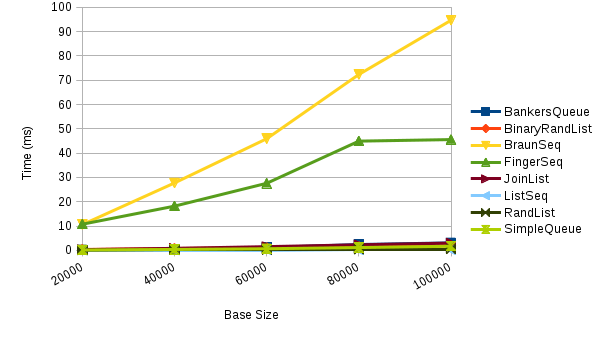 100
90
80
70
60
50
40
30
20
10
0
Time (ms)
20000
40000
60000
80000
100000
Base Size
BankersQueue
BinaryRandList
BraunSeq
FingerSeq
JoinList
ListSeq
RandList
SimpleQueue